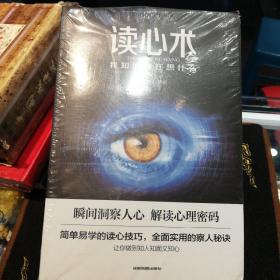 读心术
瞬间洞察人心 解读心理密码
简单易学的读心技巧，全面实用的察人秘诀
让你做到知人知面又知心